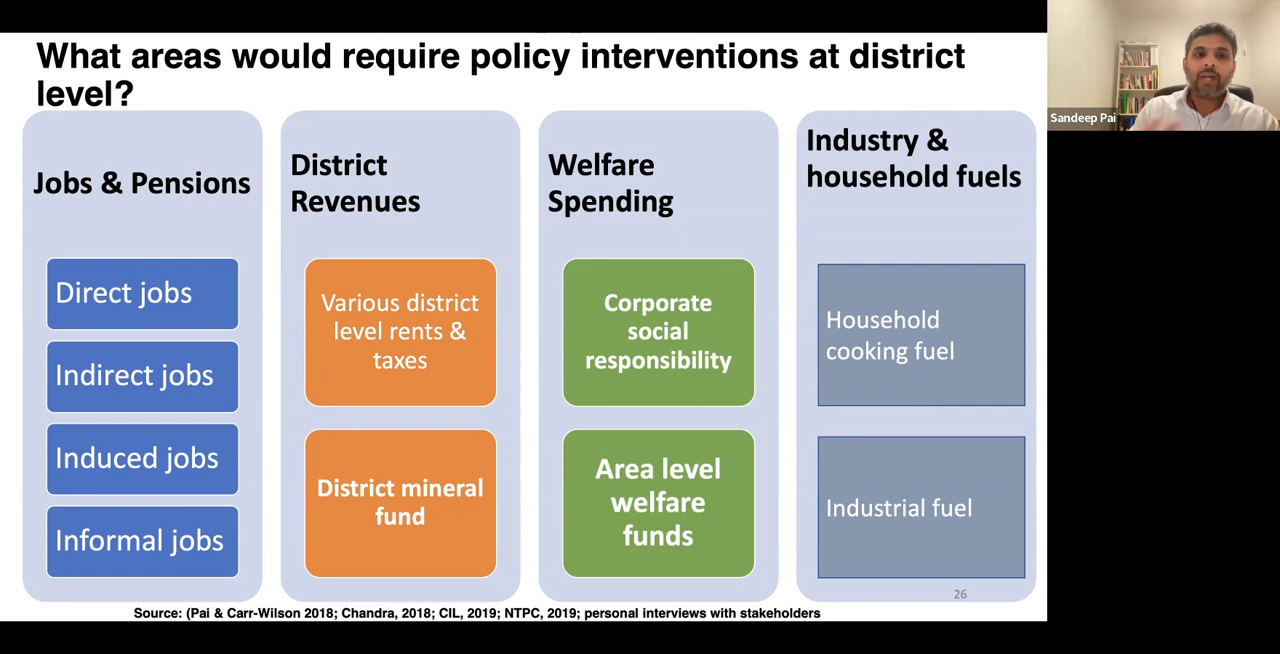 What areas would require policy interventions at district
level?
Jobs & Pensions
Direct jobs
Indirect jobs
Induced jobs
Informal jobs
District
Revenues
Various district
level rents &
taxes
District mineral
fund
Welfare
Spending
Corporate
social
responsibility
Area level
welfare
funds
Industry &
household fuels
Household
cooking fuel
Industrial fuel
26
Source: (Pai & Carr-Wilson 2018; Chandra, 2018; CIL, 2019; NTPC, 2019; personal interviews with stakeholders
Sandeep Pai